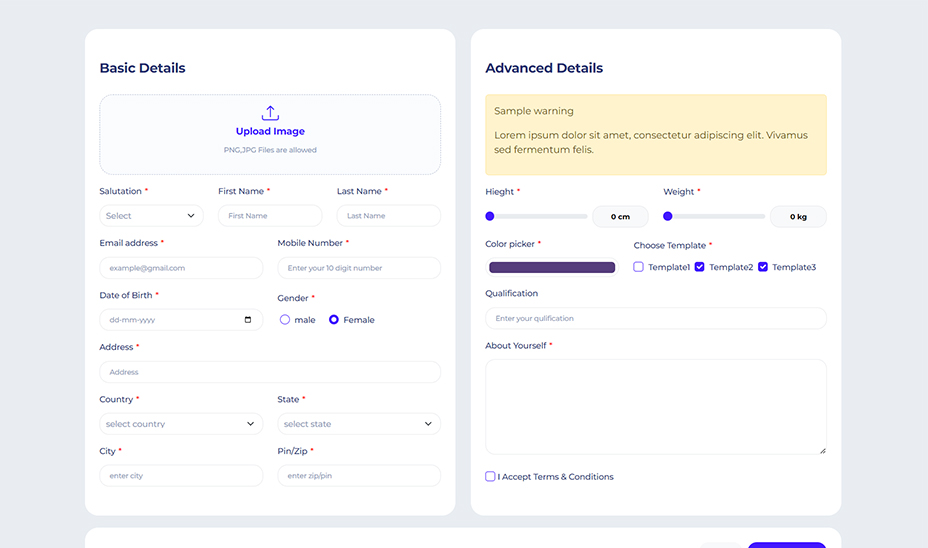 Basic Details
Upload Image
PNG,JPG Files are allowed
Salutation * First Name * Last Name *
Select First Name Last Name
Email address * Mobile Number *
example@gmail.com Enter your 10 digit number
Date of Birth * Gender *
dd-mm-yyyy male Female
Address *
Address
Country * State *
select country select state
City * Pin/Zip *
enter city enter zip/pin
Advanced Details
Sample warning
Lorem ipsum dolor sit amet, consectetur adipiscing elit. Vivamus
sed fermentum felis.
Hieght * Weight *
0 cm 0 kg
Color picker * Choose Template *
Template1 Template2 Template3
Qualification
Enter your qulification
About Yourself *
I Accept Terms & Conditions